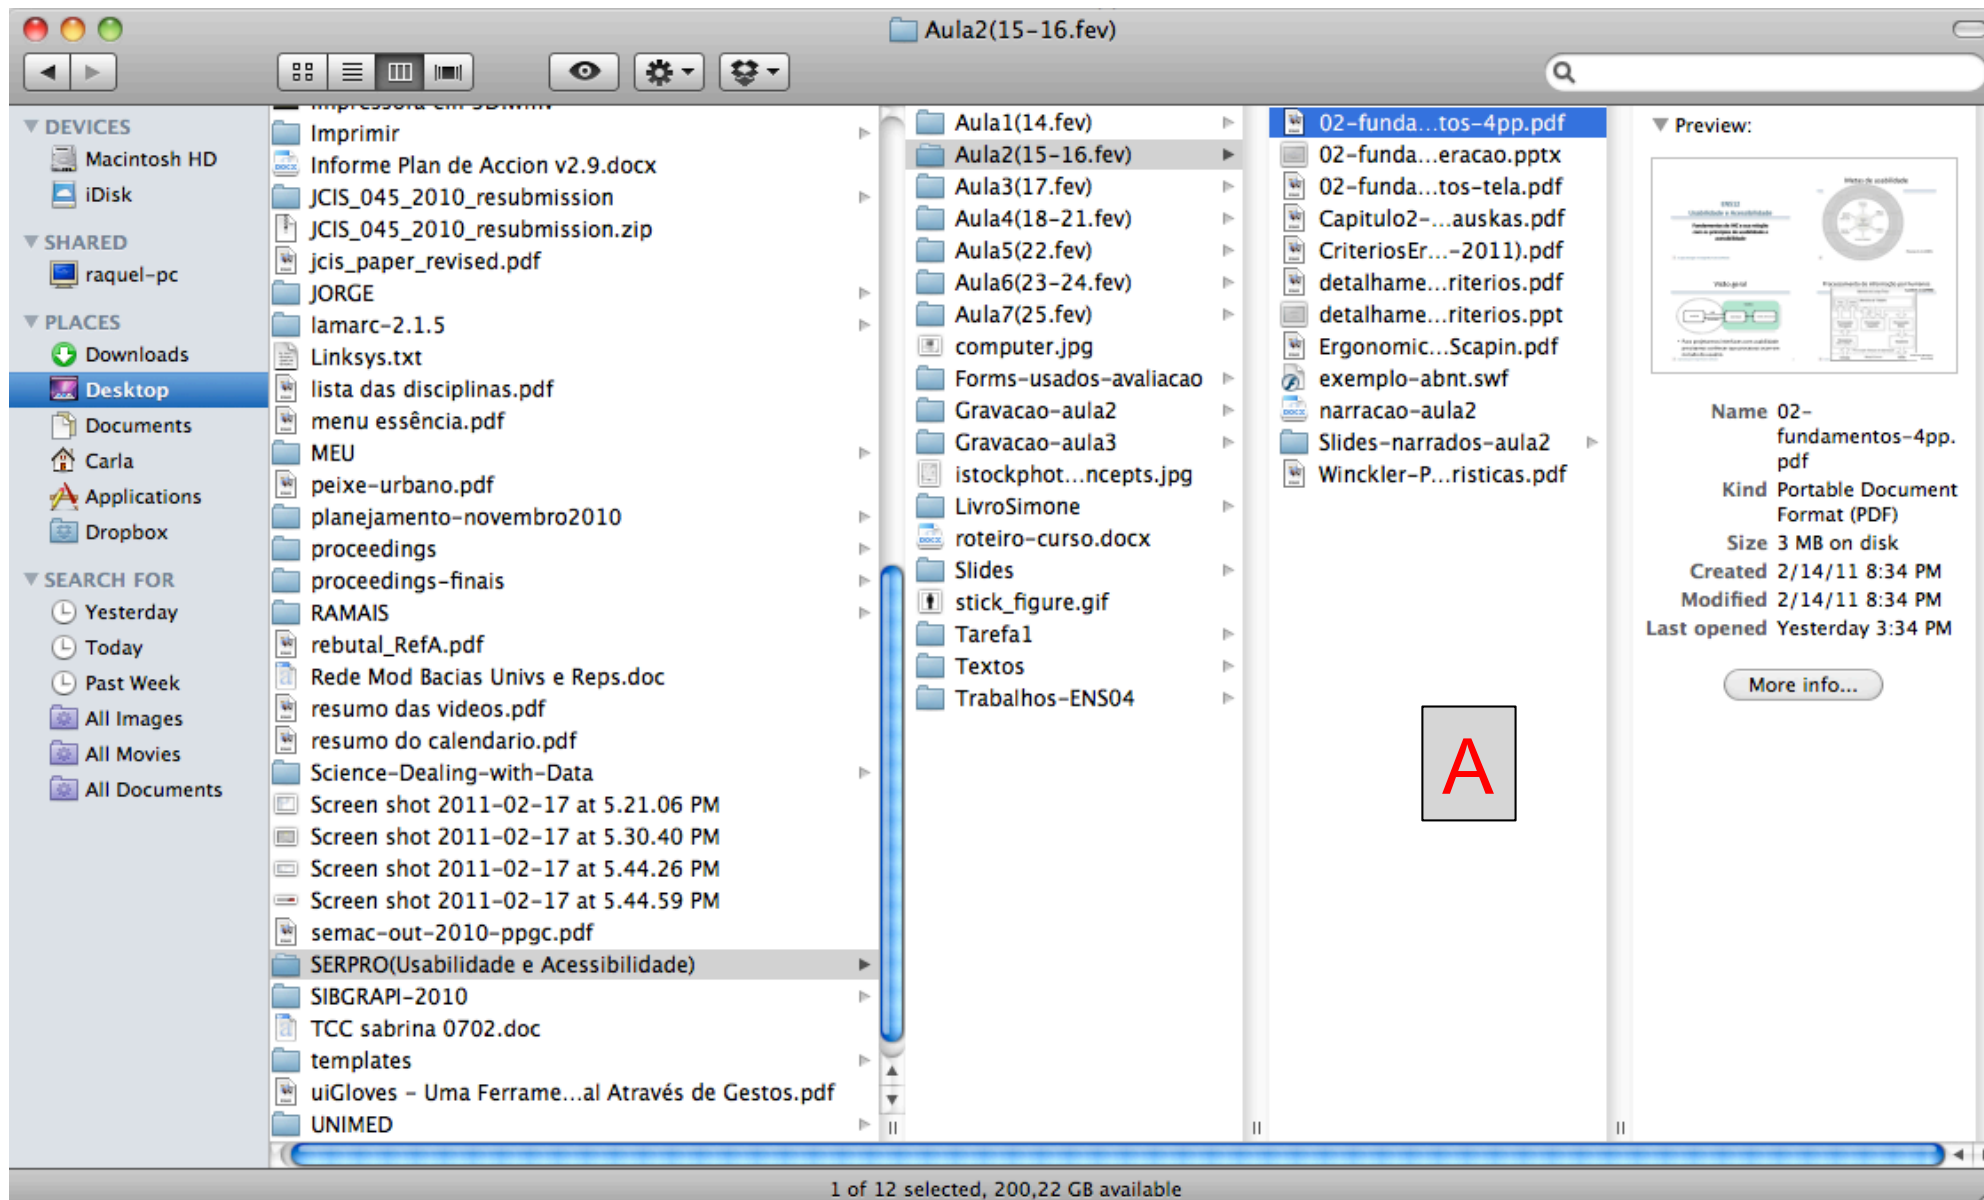 Aula2(15-16.fev)
DEVICES
Macintosh HD
iDisk
SHARED
raquel-pc
PLACES
Downloads
Desktop
Documents
Carla
Applications
Dropbox
SEARCH FOR
Yesterday
Today
Past Week
All Images
All Movies
All Documents
Imprimir
Informe Plan de Accion v2.9.docx
JCIS_045_2010_resubmission
JCIS_045_2010_resubmission.zip
jcis_paper_revised.pdf
JORGE
lamarc-2.1.5
Linksys.txt
lista das disciplinas.pdf
menu essência.pdf
MEU
peixe-urbano.pdf
planejamento-novembro2010
proceedings
proceedings-finais
RAMAIS
rebutal_RefA.pdf
Rede Mod Bacias Univs e Reps.doc
resumo das videos.pdf
resumo do calendario.pdf
Science-Dealing-with-Data
Screen shot 2011-02-17 at 5.21.06 PM
Screen shot 2011-02-17 at 5.30.40 PM
Screen shot 2011-02-17 at 5.44.26 PM
Screen shot 2011-02-17 at 5.44.59 PM
semac-out-2010-ppgc.pdf
SERPRO(Usabilidade e Acessibilidade)
SIBGRAPI-2010
TCC sabrina 0702.doc
templates
uiGloves - Uma Ferrame...al Através de Gestos.pdf
UNIMED
Aula1(14.fev)
Aula2(15-16.fev)
Aula3(17.fev)
Aula4(18-21.fev)
Aula5(22.fev)
Aula6(23-24.fev)
Aula7(25.fev)
computer.jpg
Forms-usados-avaliacao
Gravacao-aula2
Gravacao-aula3
istockphot...ncepts.jpg
LivroSimone
roteiro-curso.docx
Slides
stick_figure.gif
Tarefa1
Textos
Trabalhos-ENS04
02-funda...tos-4pp.pdf
02-funda...eracao.pptx
02-funda...tos-tela.pdf
Capitulo2-...auskas.pdf
CriteriosEr...-2011).pdf
detalhame...riterios.pdf
detalhame...riterios.ppt
Ergonomic...Scapin.pdf
exemplo-abnt.swf
narracao-aula2
Slides-narrados-aula2
Winckler-P...risticas.pdf
A
Preview:
Metas de usabilidade
Usabilidade e Acessibilidade
Visão geral
Name 02-
fundamentos-4pp.
pdf
Kind Portable Document
Format (PDF)
Size 3 MB on disk
Created 2/14/11 8:34 PM
Modified 2/14/11 8:34 PM
Last opened Yesterday 3:34 PM
More info...
1 of 12 selected, 200,22 GB available